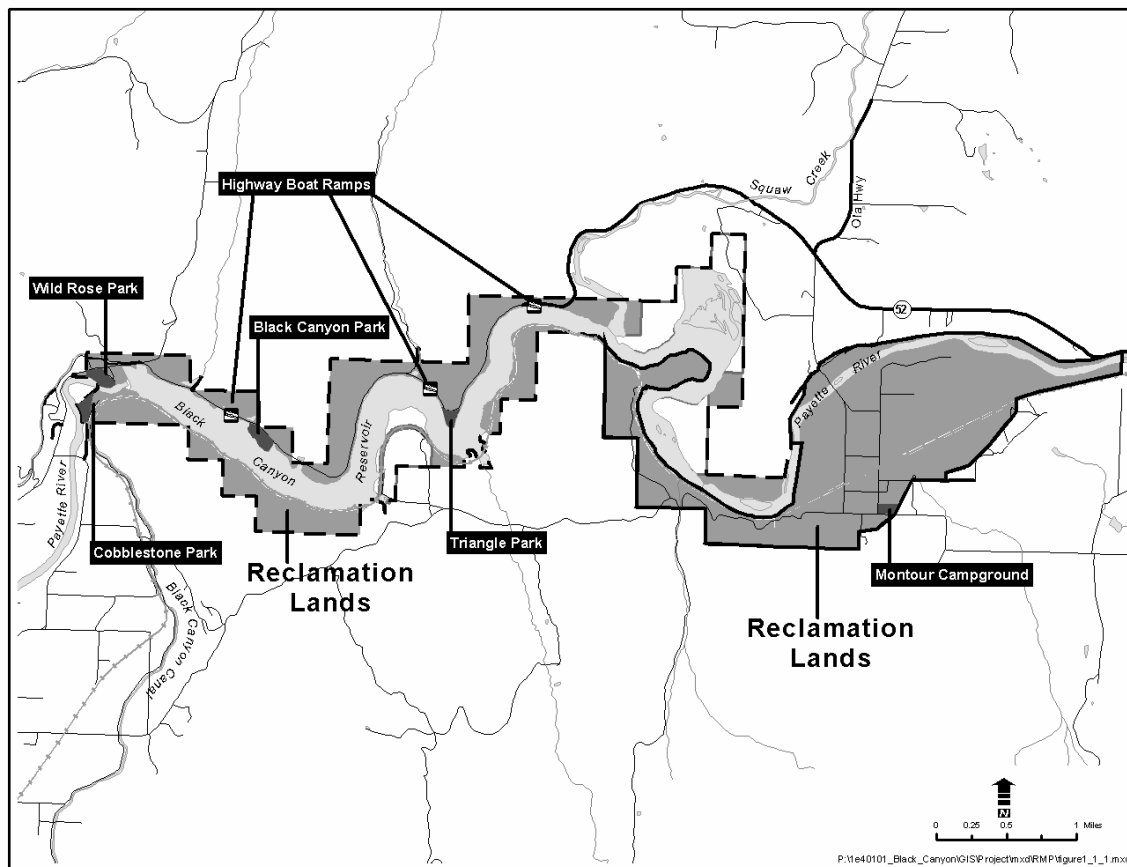 Squaw
Creek
Ola Hwy
Highway Boat Ramps
Wild Rose Park
Black Canyon Park
52
Payette River
Black
Canyon
Reservoir
Payette River
Cobblestone Park
Triangle Park
Reclamation
Lands
Montour Campground
Black Canyon Canal
Reclamation
Lands
N
0 0.25 0.5 1 Miles
P:\1e40101_Black_Canyon\GIS\Project\mxd\RMP\figure1_1_1.mxd